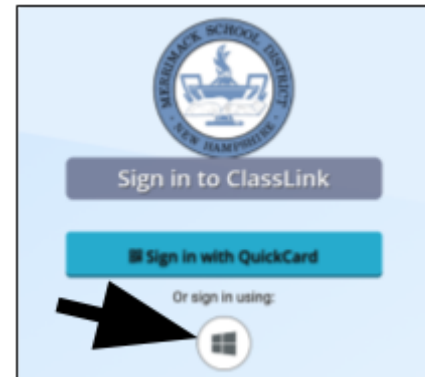 MERRIMACK SCHOOL DISTRICT
NEW HAMPSHIRE
Sign in to ClassLink
Sign in with QuickCard
Or sign in using: